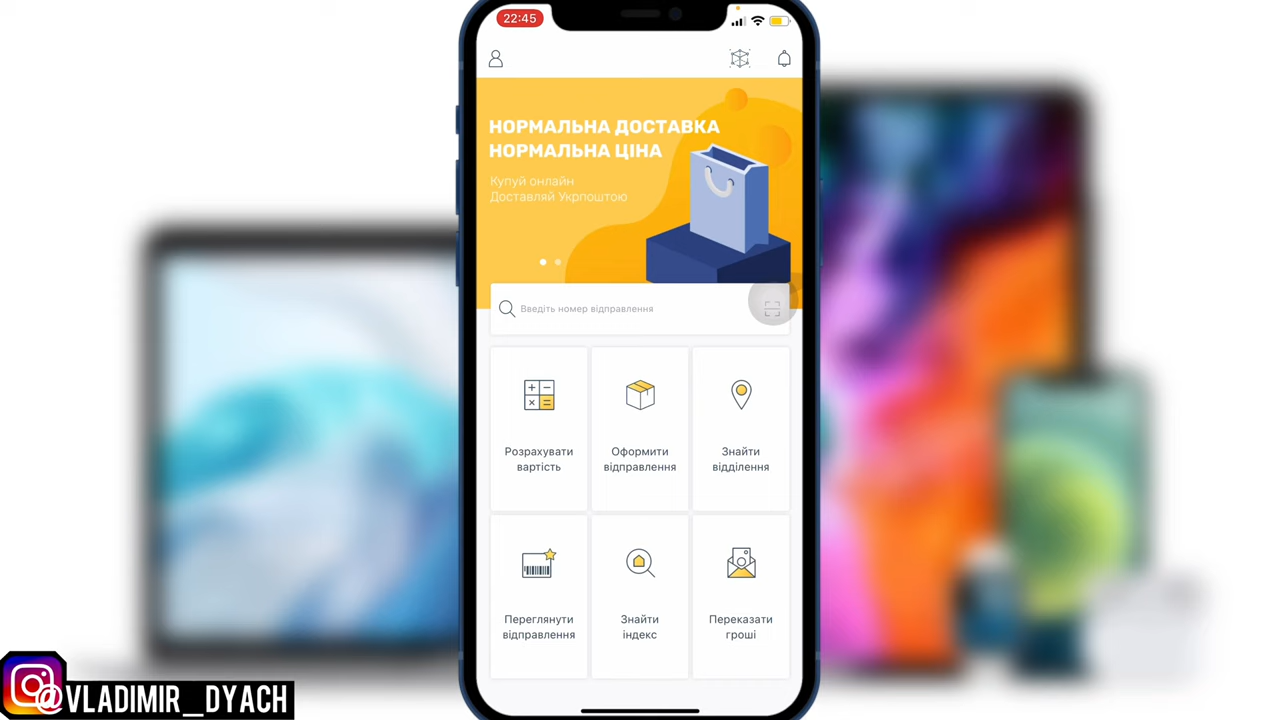 22:45
НОРМАЛЬНА ДОСТАВКА
НОРМАЛЬНА ЦІНА
Купуй онлайн
Доставляй Укрпоштою
Введіть номер відправлення
Розрахувати
вартість
Оформити
відправлення
Знайти
відділення
Переглянути
відправлення
Знайти
індекс
Переказати
гроші
@VLADIMIR_DYACH